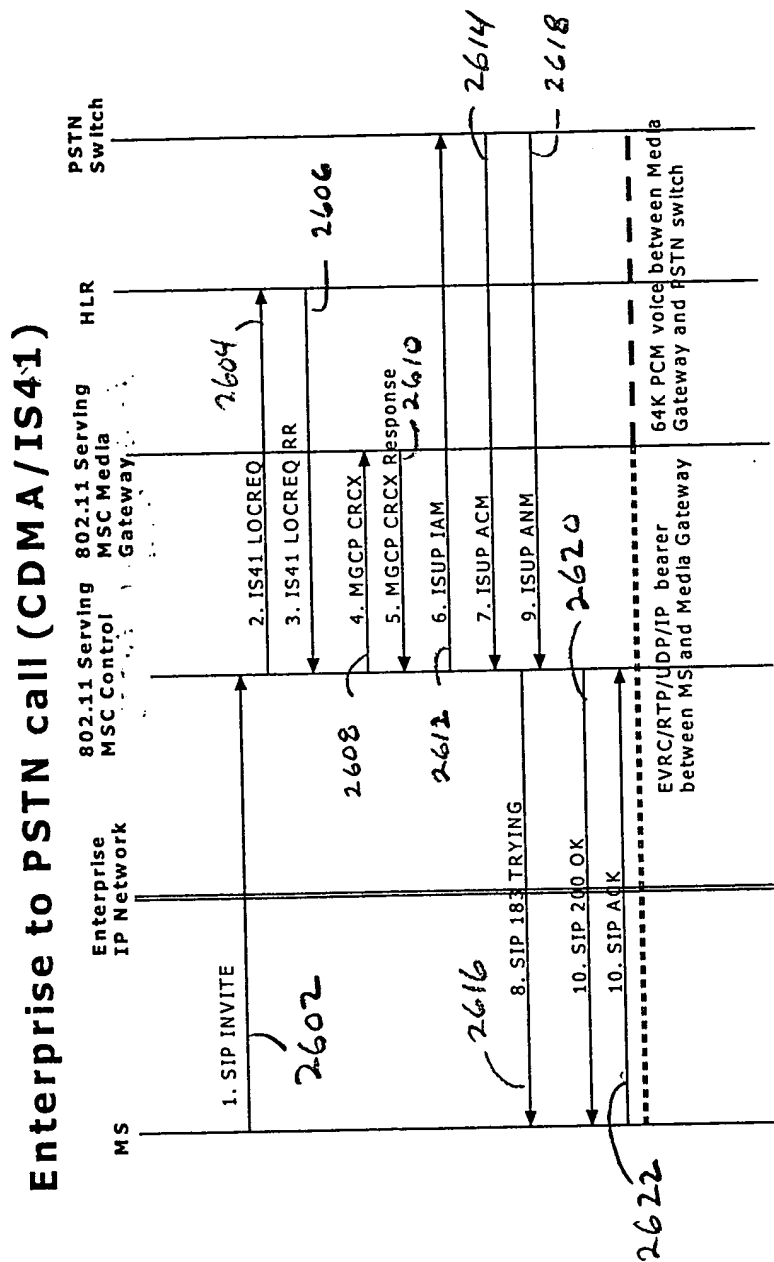 Enterprise to PSTN call (CDMA/IS41)
MS
Enterprise
IP Network
802.11 Serving
MSC Control
802.11 Serving
MSC Media
Gateway
HLR
PSTN
Switch
1. SIP INVITE
2602
2. IS41 LOCREQ
2604
3. IS41 LOCREQ RR
2606
4. MGCP CRCX
2608
5. MGCP CRCX Response
2610
6. ISUP IAM
2612
7. ISUP ACM
2614
8. SIP 183 TRYING
2616
9. ISUP ANM
2618
10. SIP 200 OK
2620
10. SIP ACK
2622
EVRC/RTP/UDP/IP bearer
between MS and Media Gateway
64K PCM voice between Media
Gateway and PSTN switch